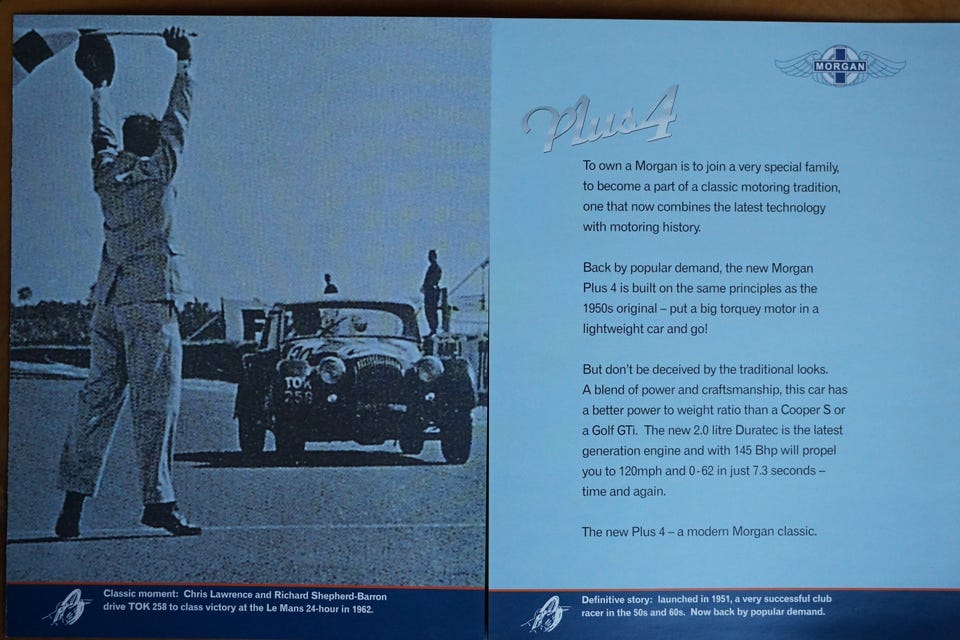 TOK
258
Classic moment: Chris Lawrence and Richard Shepherd-Barron
drive TOK 258 to class victory at the Le Mans 24-hour in 1962.
MORGAN
Plus 4
To own a Morgan is to join a very special family,
to become a part of a classic motoring tradition,
one that now combines the latest technology
with motoring history.
Back by popular demand, the new Morgan
Plus 4 is built on the same principles as the
1950s original – put a big torquey motor in a
lightweight car and go!
But don't be deceived by the traditional looks.
A blend of power and craftsmanship, this car has
a better power to weight ratio than a Cooper S or
a Golf GTi. The new 2.0 litre Duratec is the latest
generation engine and with 145 Bhp will propel
you to 120mph and 0-62 in just 7.3 seconds –
time and again.
The new Plus 4 – a modern Morgan classic.
Definitive story: launched in 1951, a very successful club
racer in the 50s and 60s. Now back by popular demand.